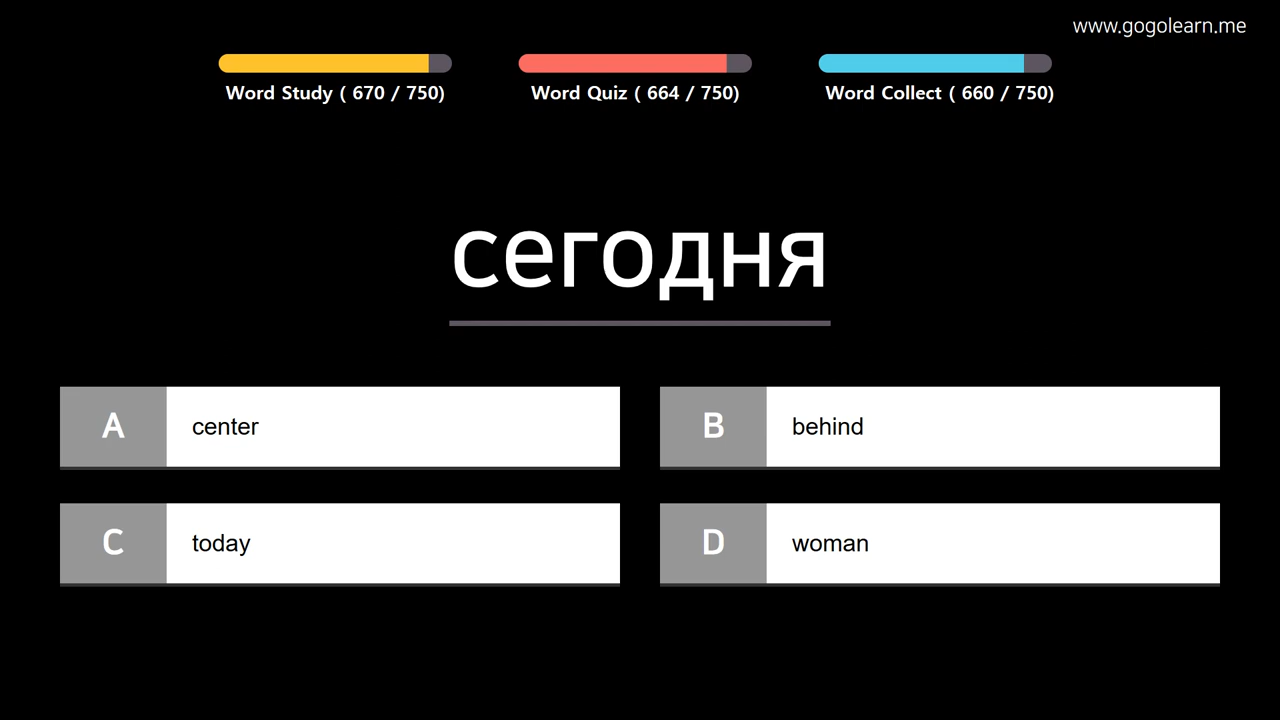 www.gogolearn.me
Word Study ( 670 / 750)
Word Quiz ( 664 / 750)
Word Collect ( 660 / 750)
сегодня
A center
B behind
C today
D woman